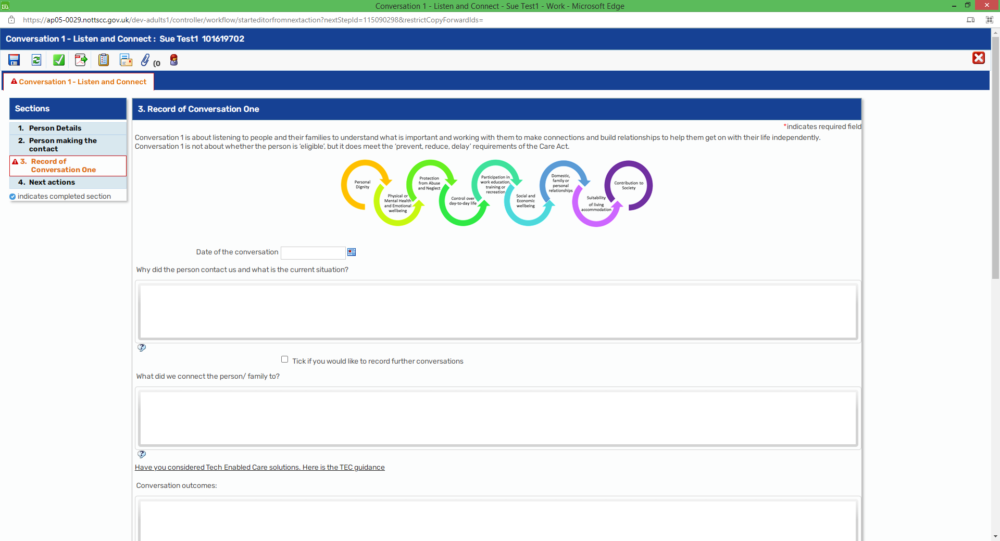 Conversation 1 - Listen and Connect - Sue Test1 - Work - Microsoft Edge
https://ap05-0029.nottscc.gov.uk/dev-adults1/controller/workflow/starteditorfromnextaction?nextStepId=115090298&restrictCopyForwardIds=
Conversation 1 - Listen and Connect : Sue Test1 101619702
(0
Conversation 1 - Listen and Connect
Sections
1. Person Details
2. Person making the
contact
3. Record of
Conversation One
4. Next actions
indicates completed section
3. Record of Conversation One
*indicates required field
Conversation 1 is about listening to people and their families to understand what is important and working with them to make connections and build relationships to help them get on with their life independently.
Conversation 1 is not about whether the person is ‘eligible’, but it does meet the ‘prevent, reduce, delay’ requirements of the Care Act.
Personal
Dignity
Physical or
Mental Health
and Emotional
wellbeing
Protection
from Abuse
and Neglect
Control over
day-to-day life
Participation in
work education,
training or
recreation
Social and
Economic
wellbeing
Domestic,
family or
personal
relationships
Suitability
of living
accommodation
Contribution to
Society
Date of the conversation
Why did the person contact us and what is the current situation?
Tick if you would like to record further conversations
What did we connect the person/ family to?
Have you considered Tech Enabled Care solutions. Here is the TEC guidance
Conversation outcomes: